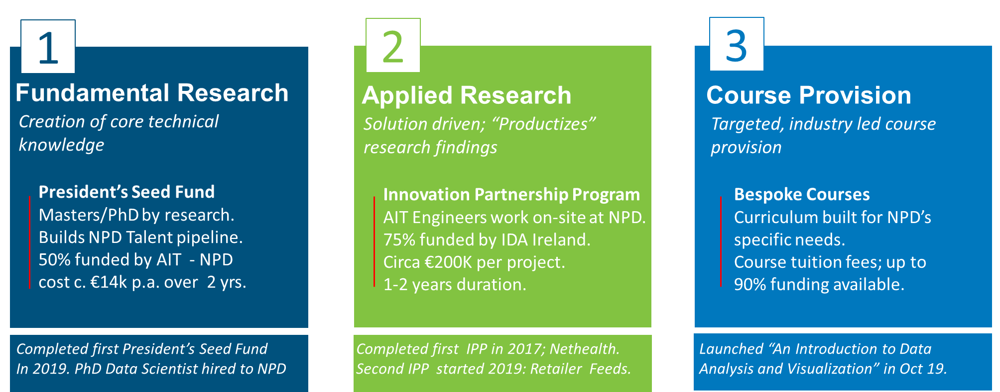 1
Fundamental Research
Creation of core technical
knowledge
President’s Seed Fund
Masters/PhD by research.
Builds NPD Talent pipeline.
50% funded by AIT  - NPD
cost c. €14k p.a. over  2 yrs.
Completed first President’s Seed Fund
In 2019. PhD Data Scientist hired to NPD
2
Applied Research
Solution driven; “Productizes”
research findings
Innovation Partnership Program
AIT Engineers work on-site at NPD.
75% funded by IDA Ireland.
Circa €200K per project.
1-2 years duration.
Completed first  IPP in 2017; Nethealth.
Second IPP  started 2019: Retailer  Feeds.
3
Course Provision
Targeted, industry led course
provision
Bespoke Courses
Curriculum built for NPD’s
specific needs.
Course tuition fees; up to
90% funding available.
Launched “An Introduction to Data
Analysis and Visualization” in Oct 19.